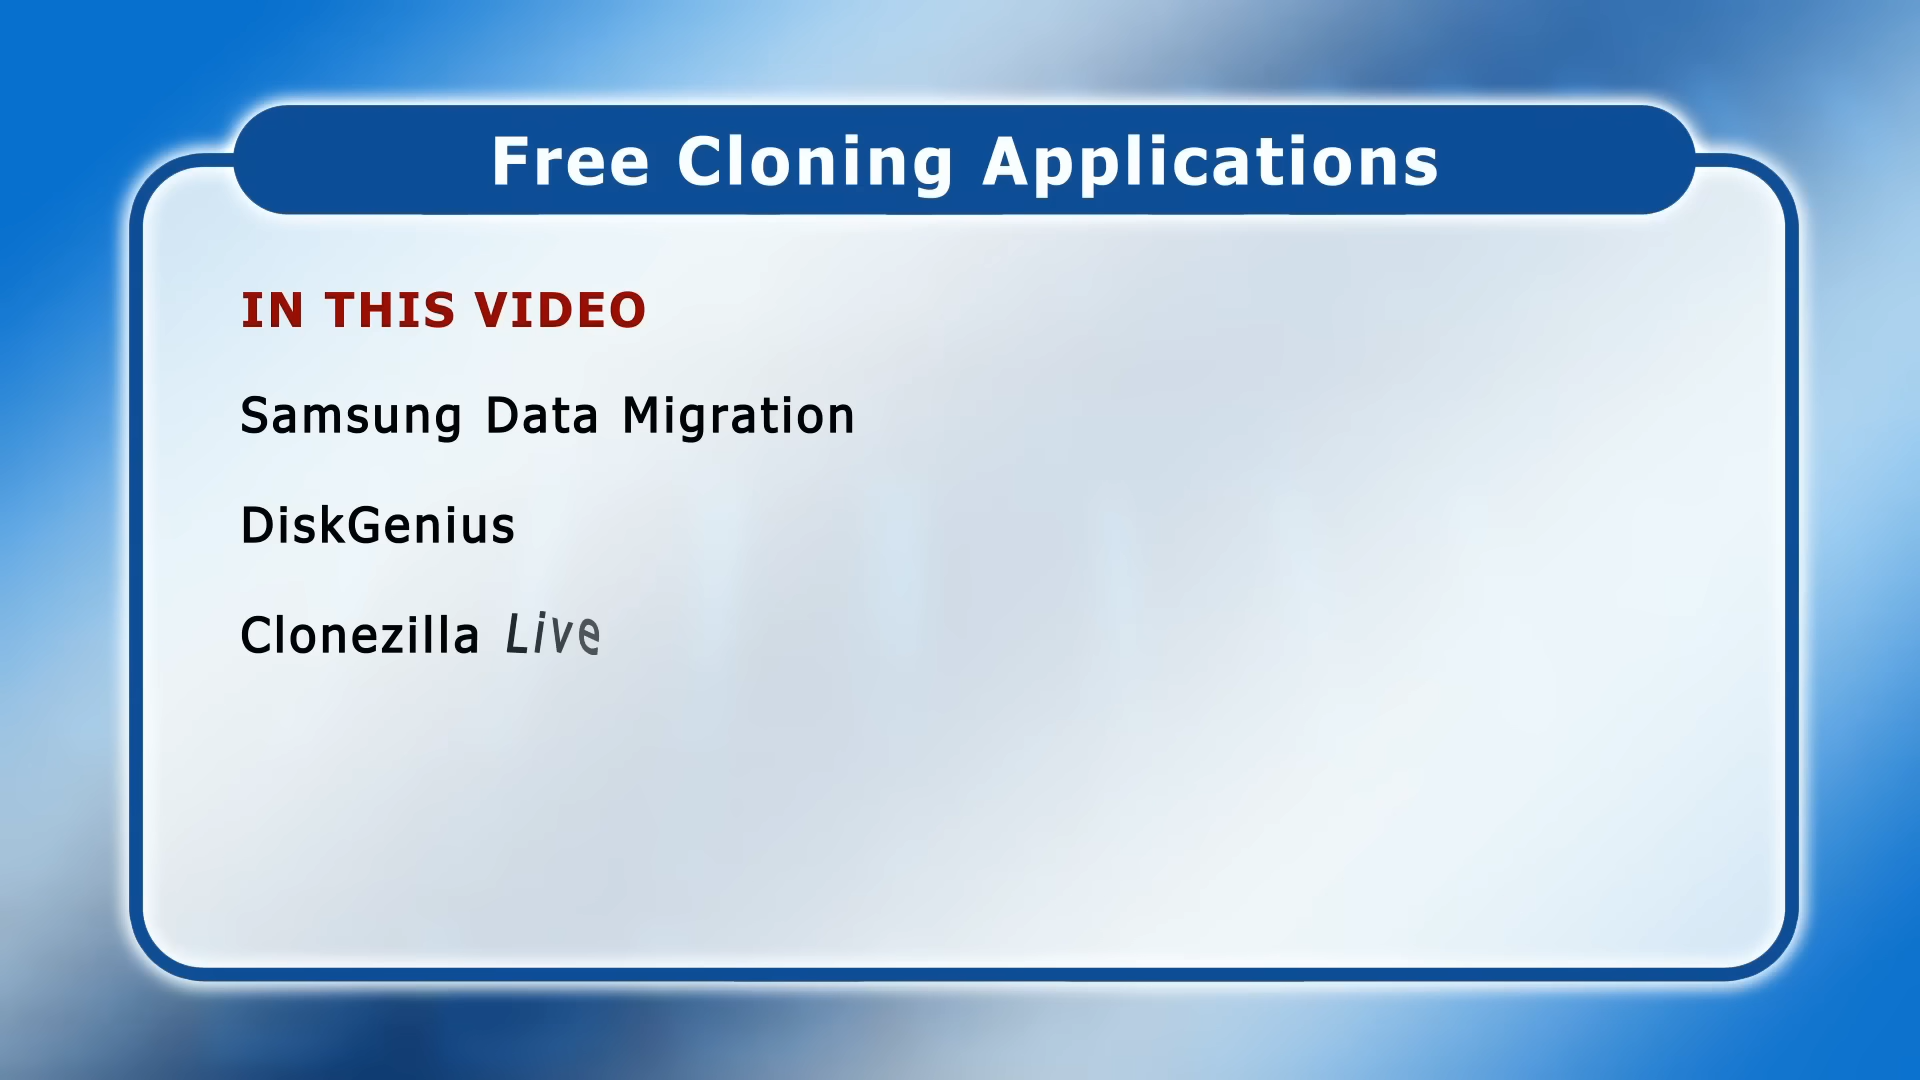 Free Cloning Applications
IN THIS VIDEO
Samsung Data Migration
DiskGenius
Clonezilla Live